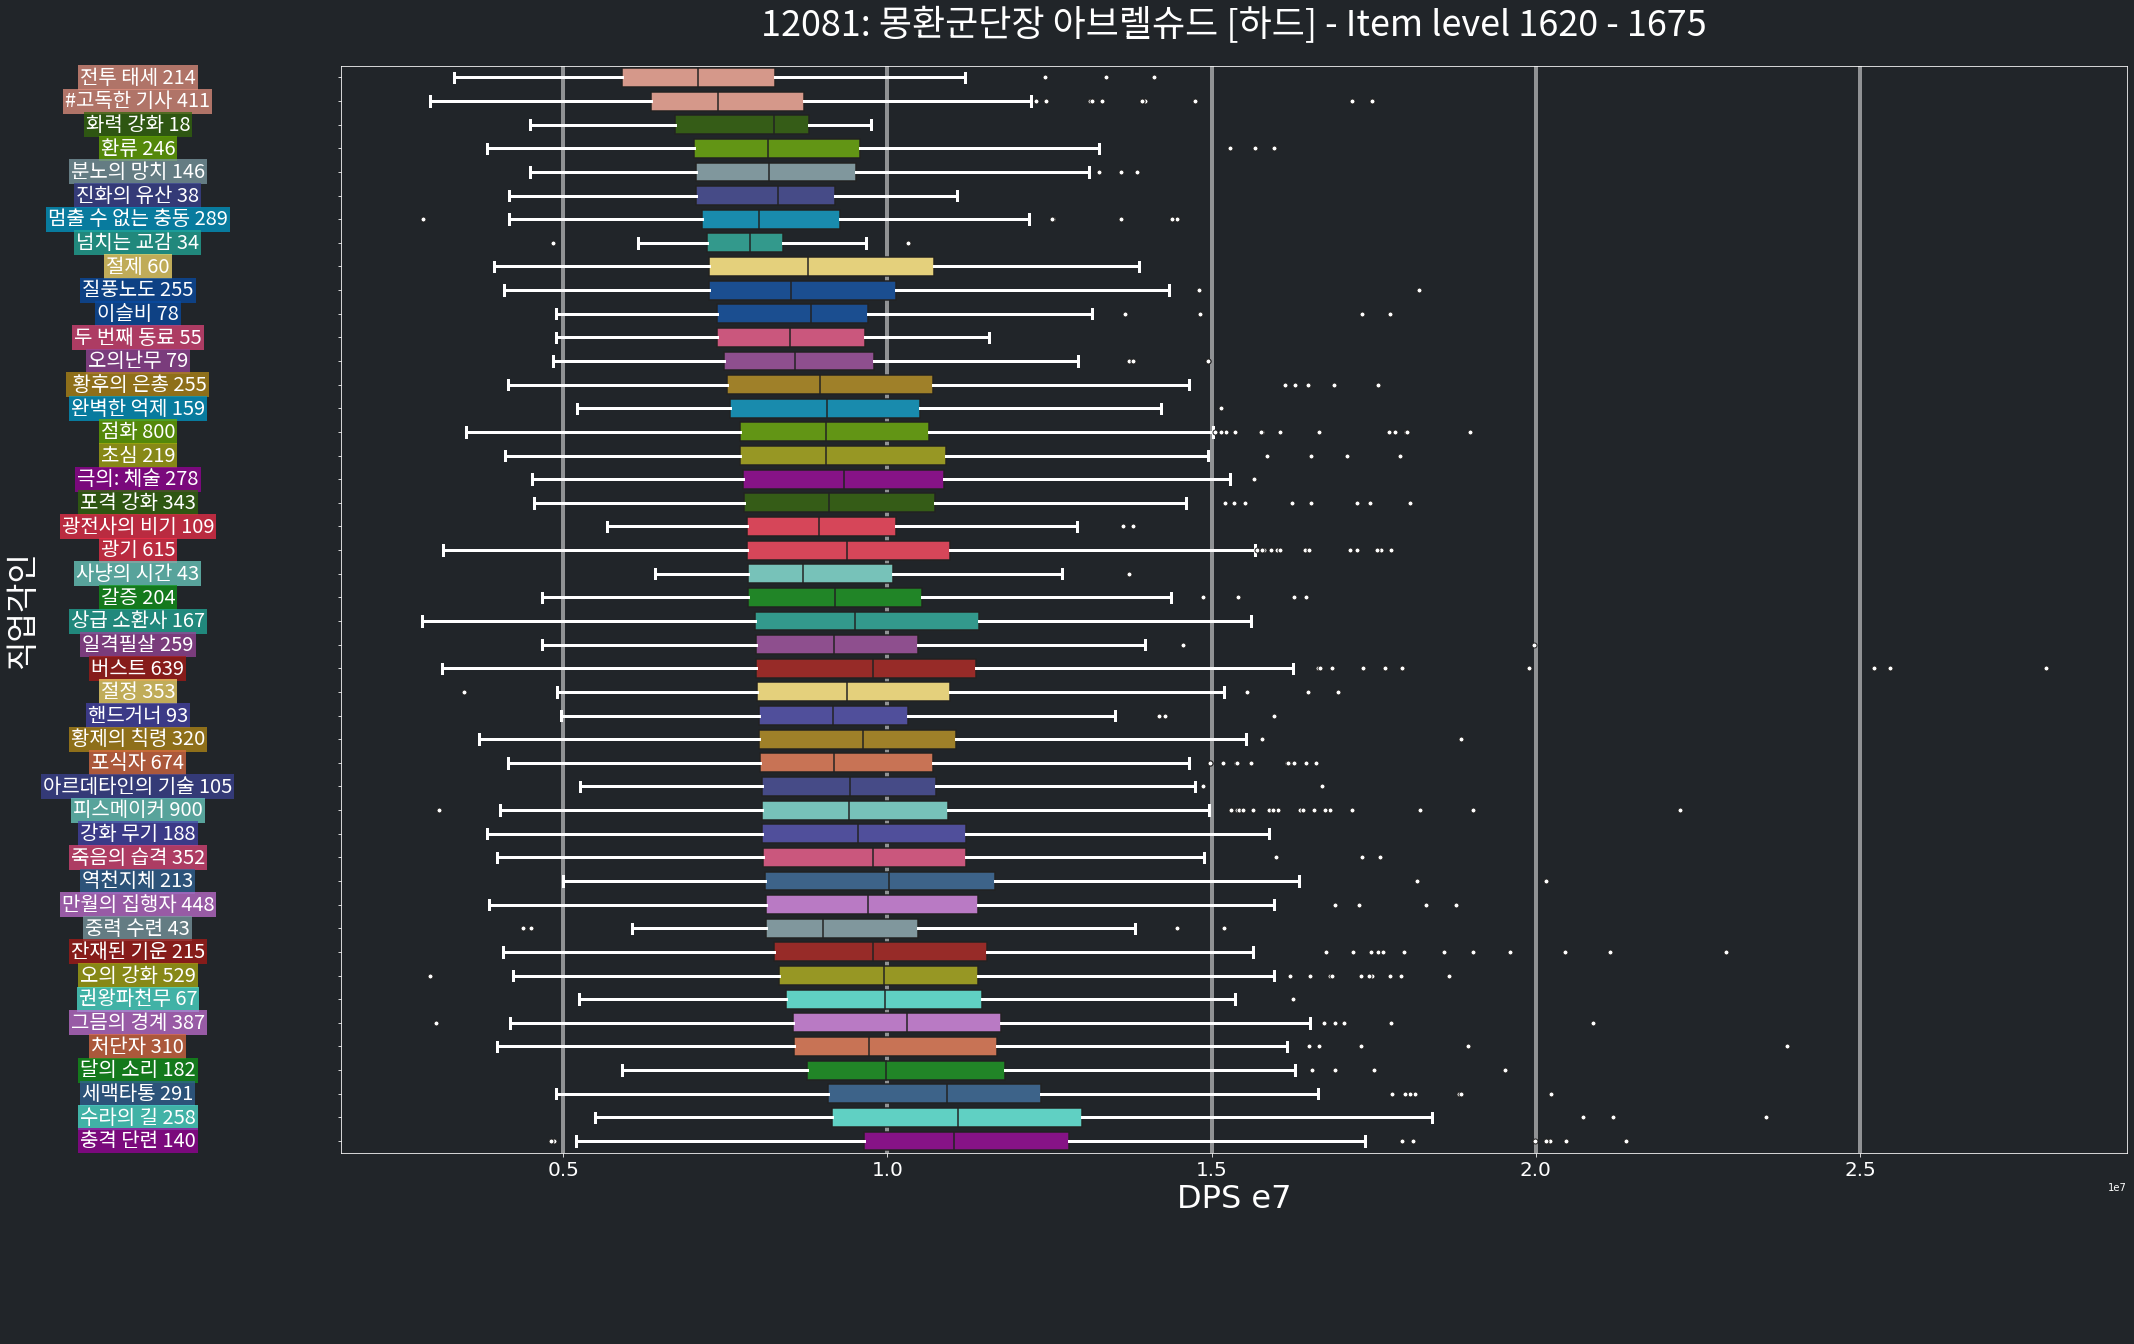 12081: 몽환군단장 아브렐슈드 [하드] - Item level 1620 - 1675
전투 태세 214
#고독한 기사 411
화력 강화 18
환류 246
분노의 망치 146
진화의 유산 38
멈출 수 없는 충동 289
넘치는 교감 34
절제 60
질풍노도 255
이슬비 78
두 번째 동료 55
오의난무 79
황후의 은총 255
완벽한 억제 159
점화 800
초심 219
극의: 체술 278
포격 강화 343
광전사의 비기 109
광기 615
사냥의 시간 43
갈증 204
상급 소환사 167
일격필살 259
버스트 639
절정 353
핸드거너 93
황제의 칙령 320
포식자 674
아르데타인의 기술 105
피스메이커 900
강화 무기 188
죽음의 습격 352
역천지체 213
만월의 집행자 448
중력 수련 43
잔재된 기운 215
오의 강화 529
권왕파천무 67
그믐의 경계 387
처단자 310
달의 소리 182
세맥타통 291
수라의 길 258
충격 단련 140
직업각인
0.5 1.0 1.5 2.0 2.5
1e7
DPS e7